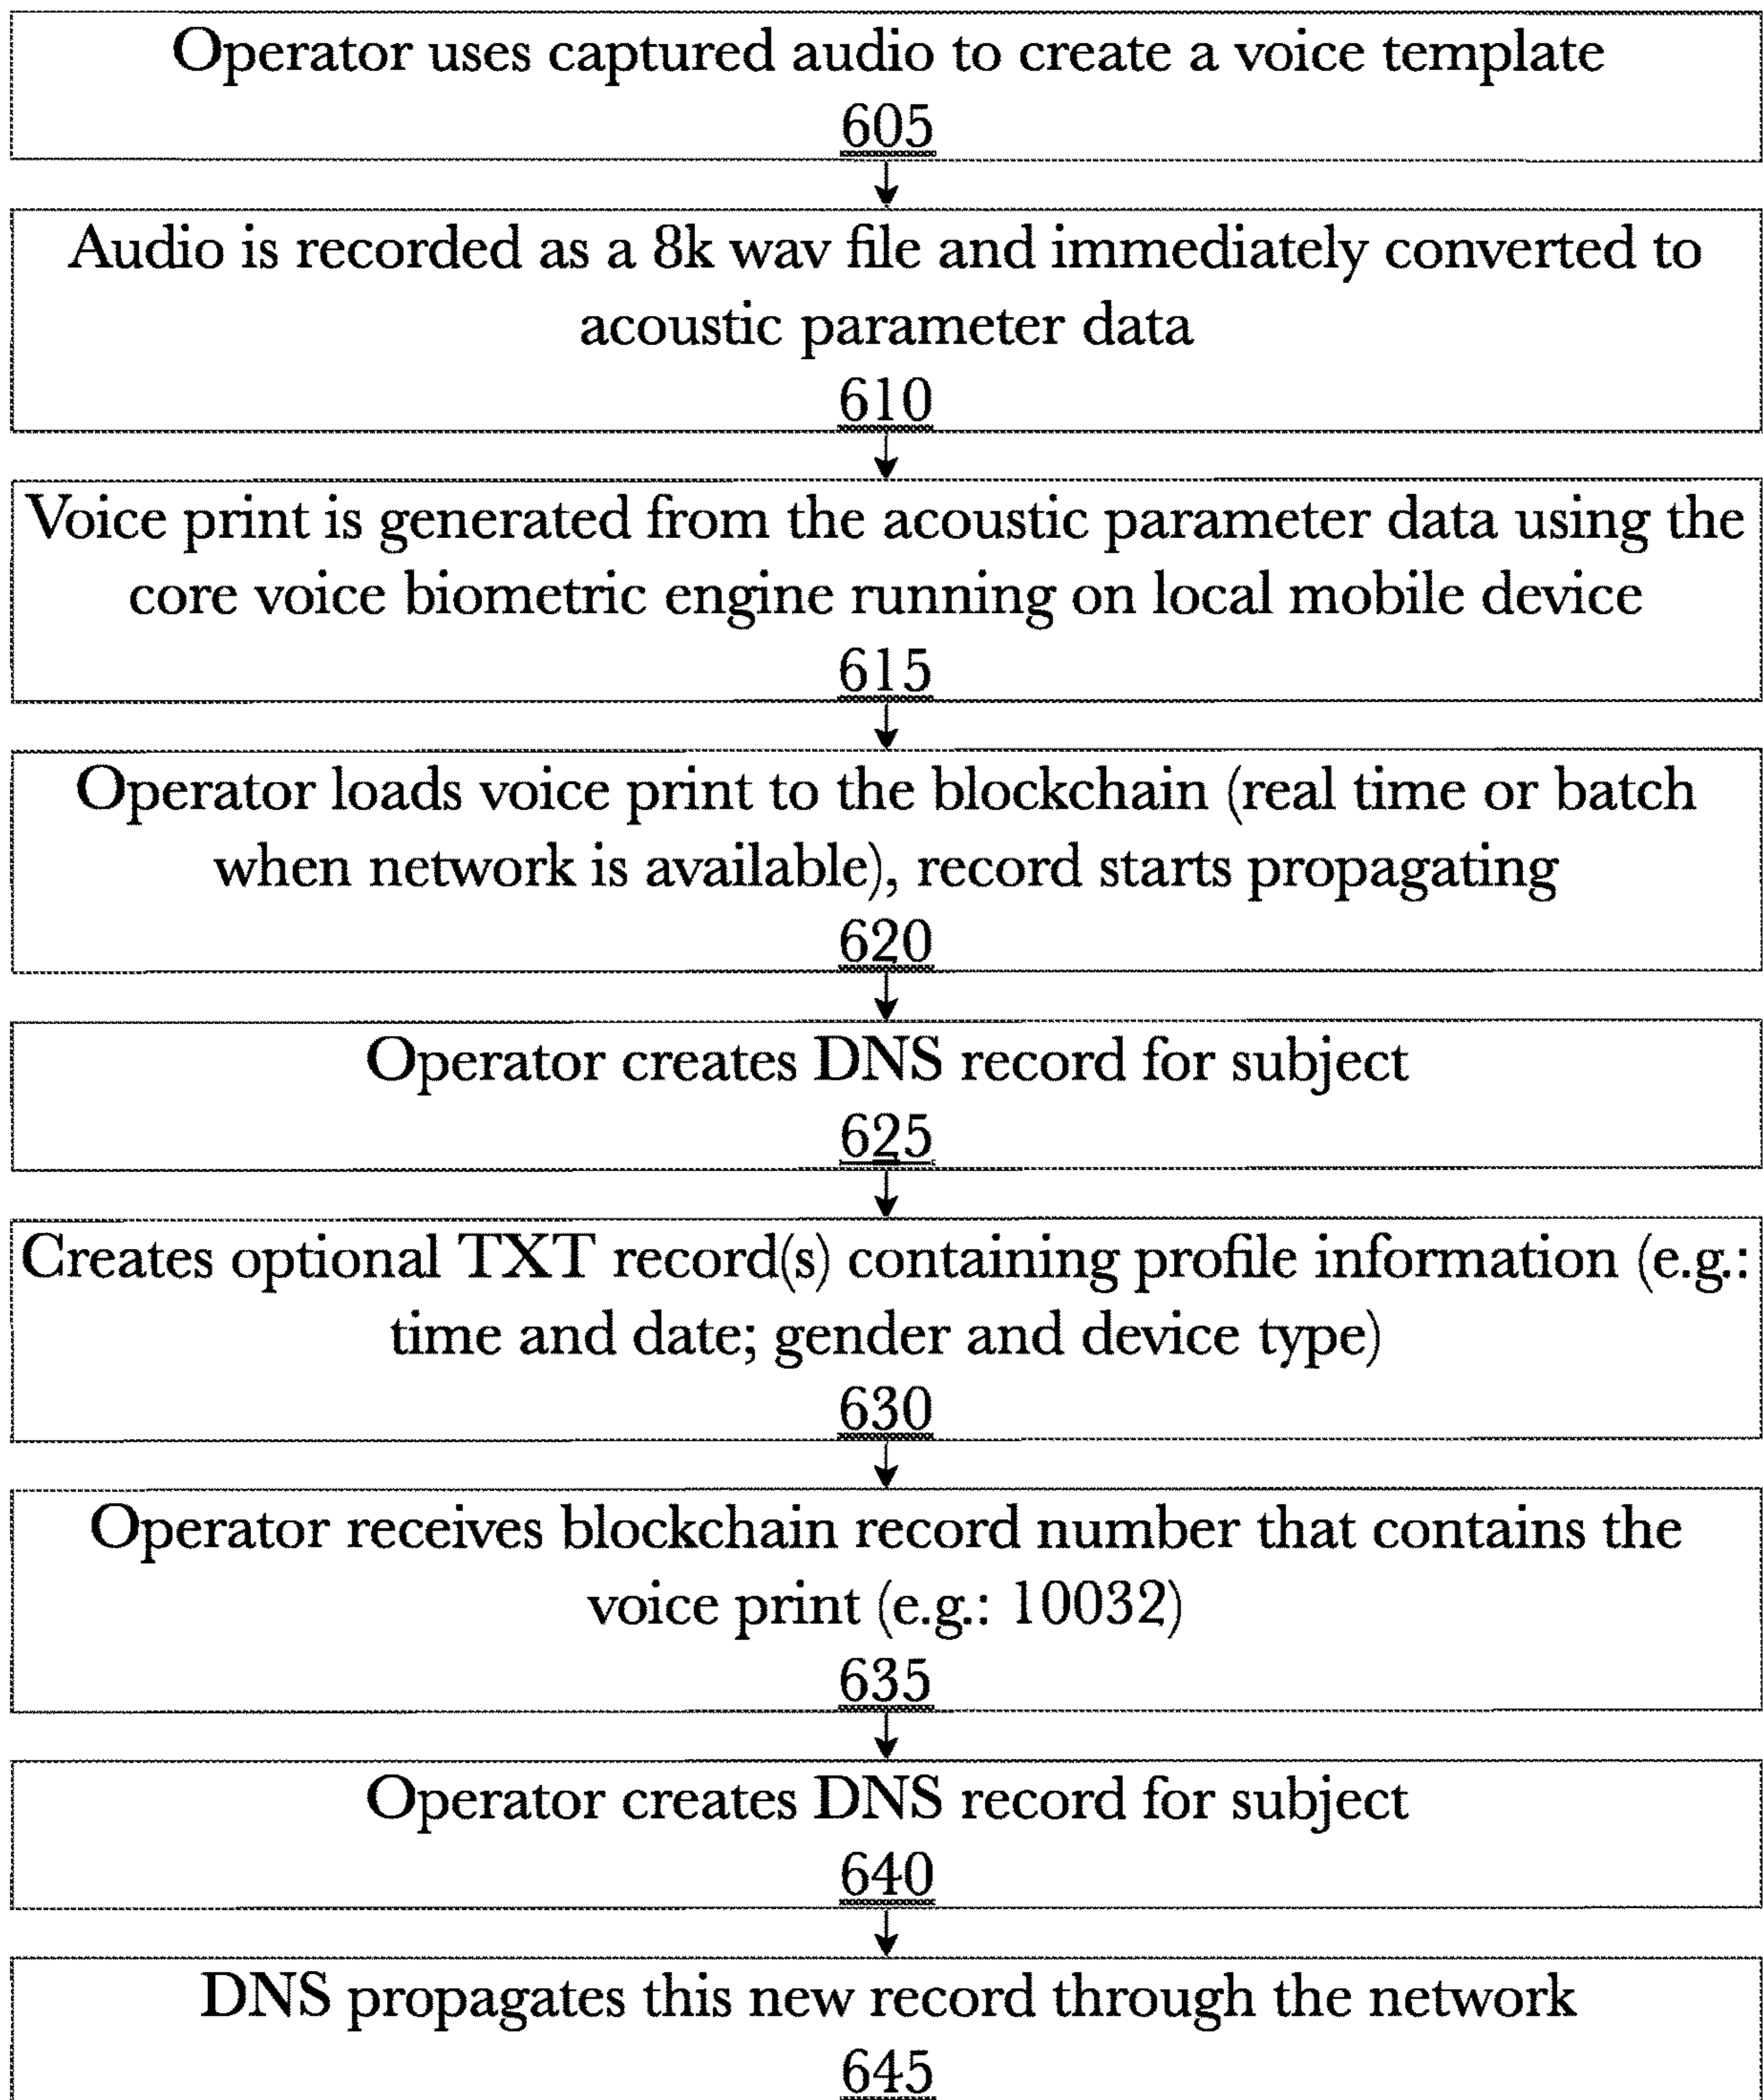 Operator uses captured audio to create a voice template
605
Audio is recorded as a 8k wav file and immediately converted to
acoustic parameter data
610
Voice print is generated from the acoustic parameter data using the
core voice biometric engine running on local mobile device
615
Operator loads voice print to the blockchain (real time or batch
when network is available), record starts propagating
620
Operator creates DNS record for subject
625
Creates optional TXT record(s) containing profile information (e.g.:
time and date; gender and device type)
630
Operator receives blockchain record number that contains the
voice print (e.g.: 10032)
635
Operator creates DNS record for subject
640
DNS propagates this new record through the network
645